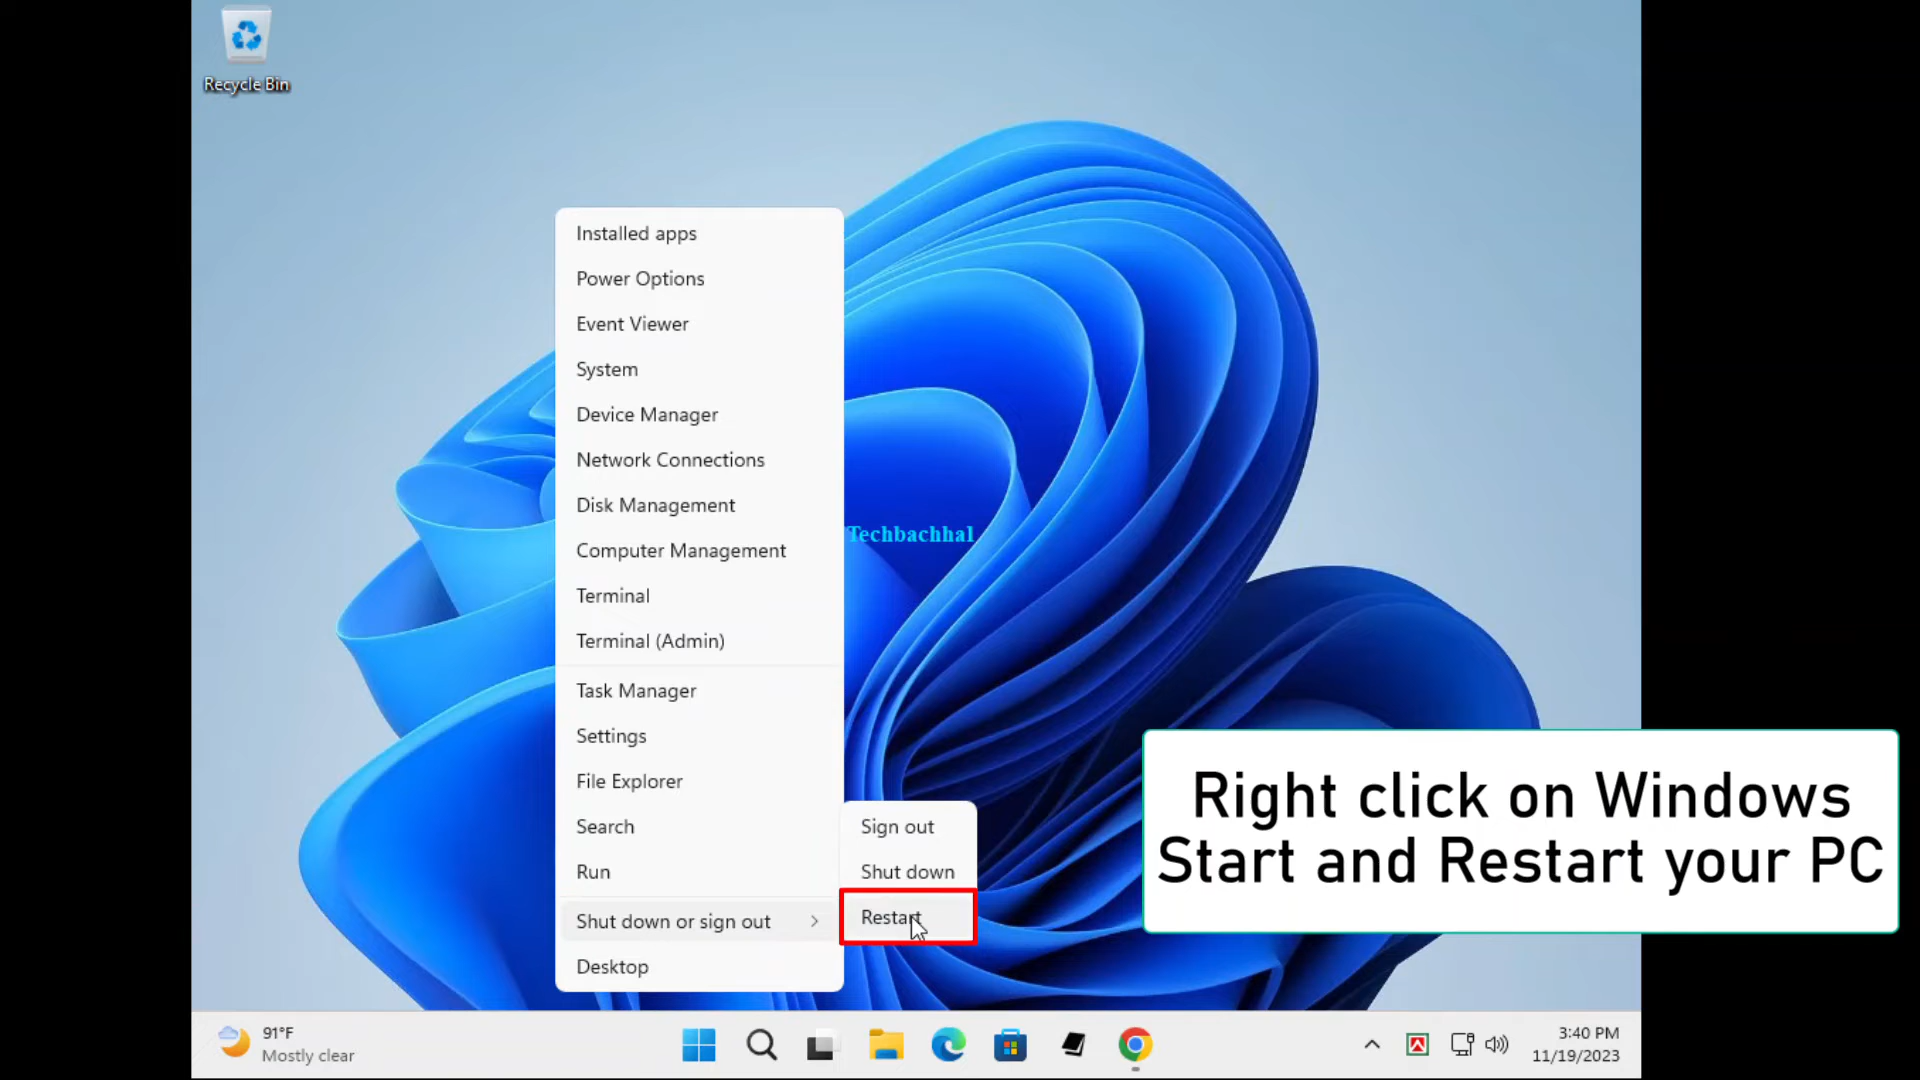 Recycle Bin
Installed apps
Power Options
Event Viewer
System
Device Manager
Network Connections
Disk Management
Techbachhal
Computer Management
Terminal
Terminal (Admin)
Task Manager
Settings
File Explorer
Search
Run
Shut down or sign out
Desktop
Sign out
Shut down
Restart
Right click on Windows
Start and Restart your PC
91°F
Mostly clear
3:40 PM
11/19/2023